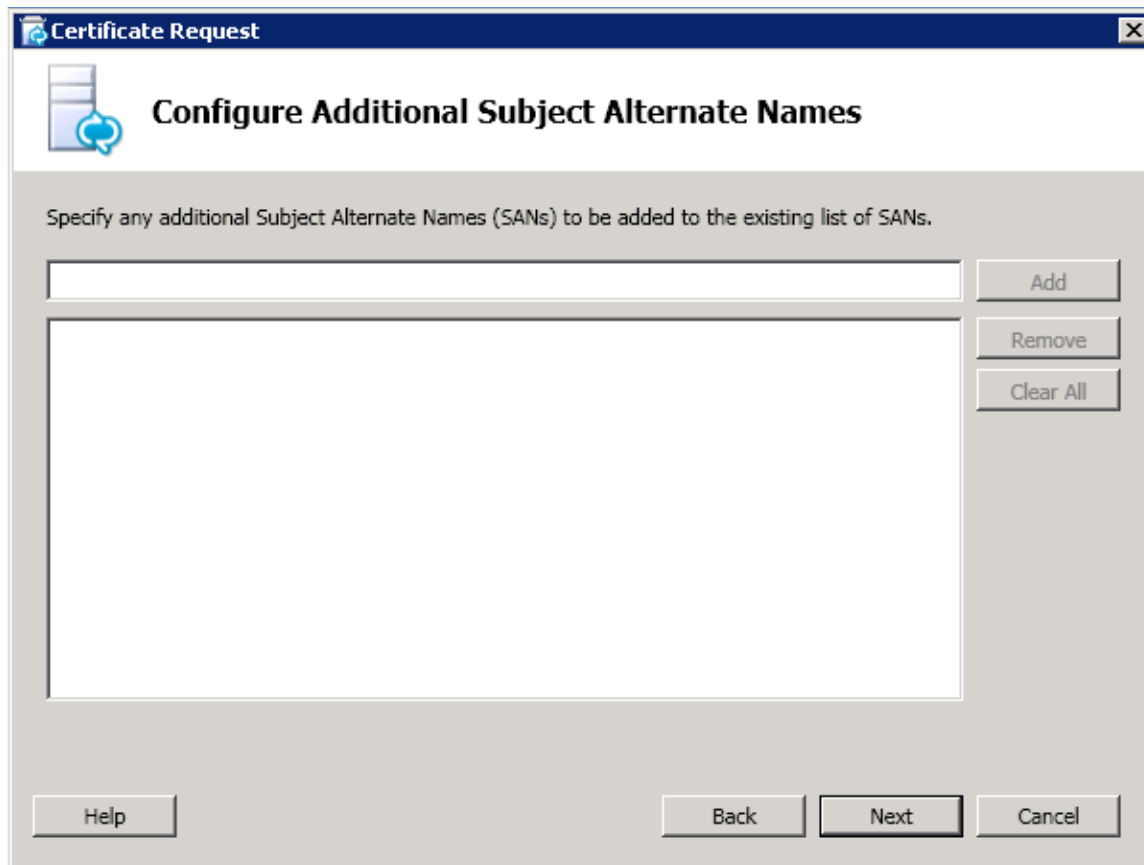 Certificate Request
Configure Additional Subject Alternate Names
Specify any additional Subject Alternate Names (SANs) to be added to the existing list of SANs.
Add
Remove
Clear All
Help
Back
Next
Cancel